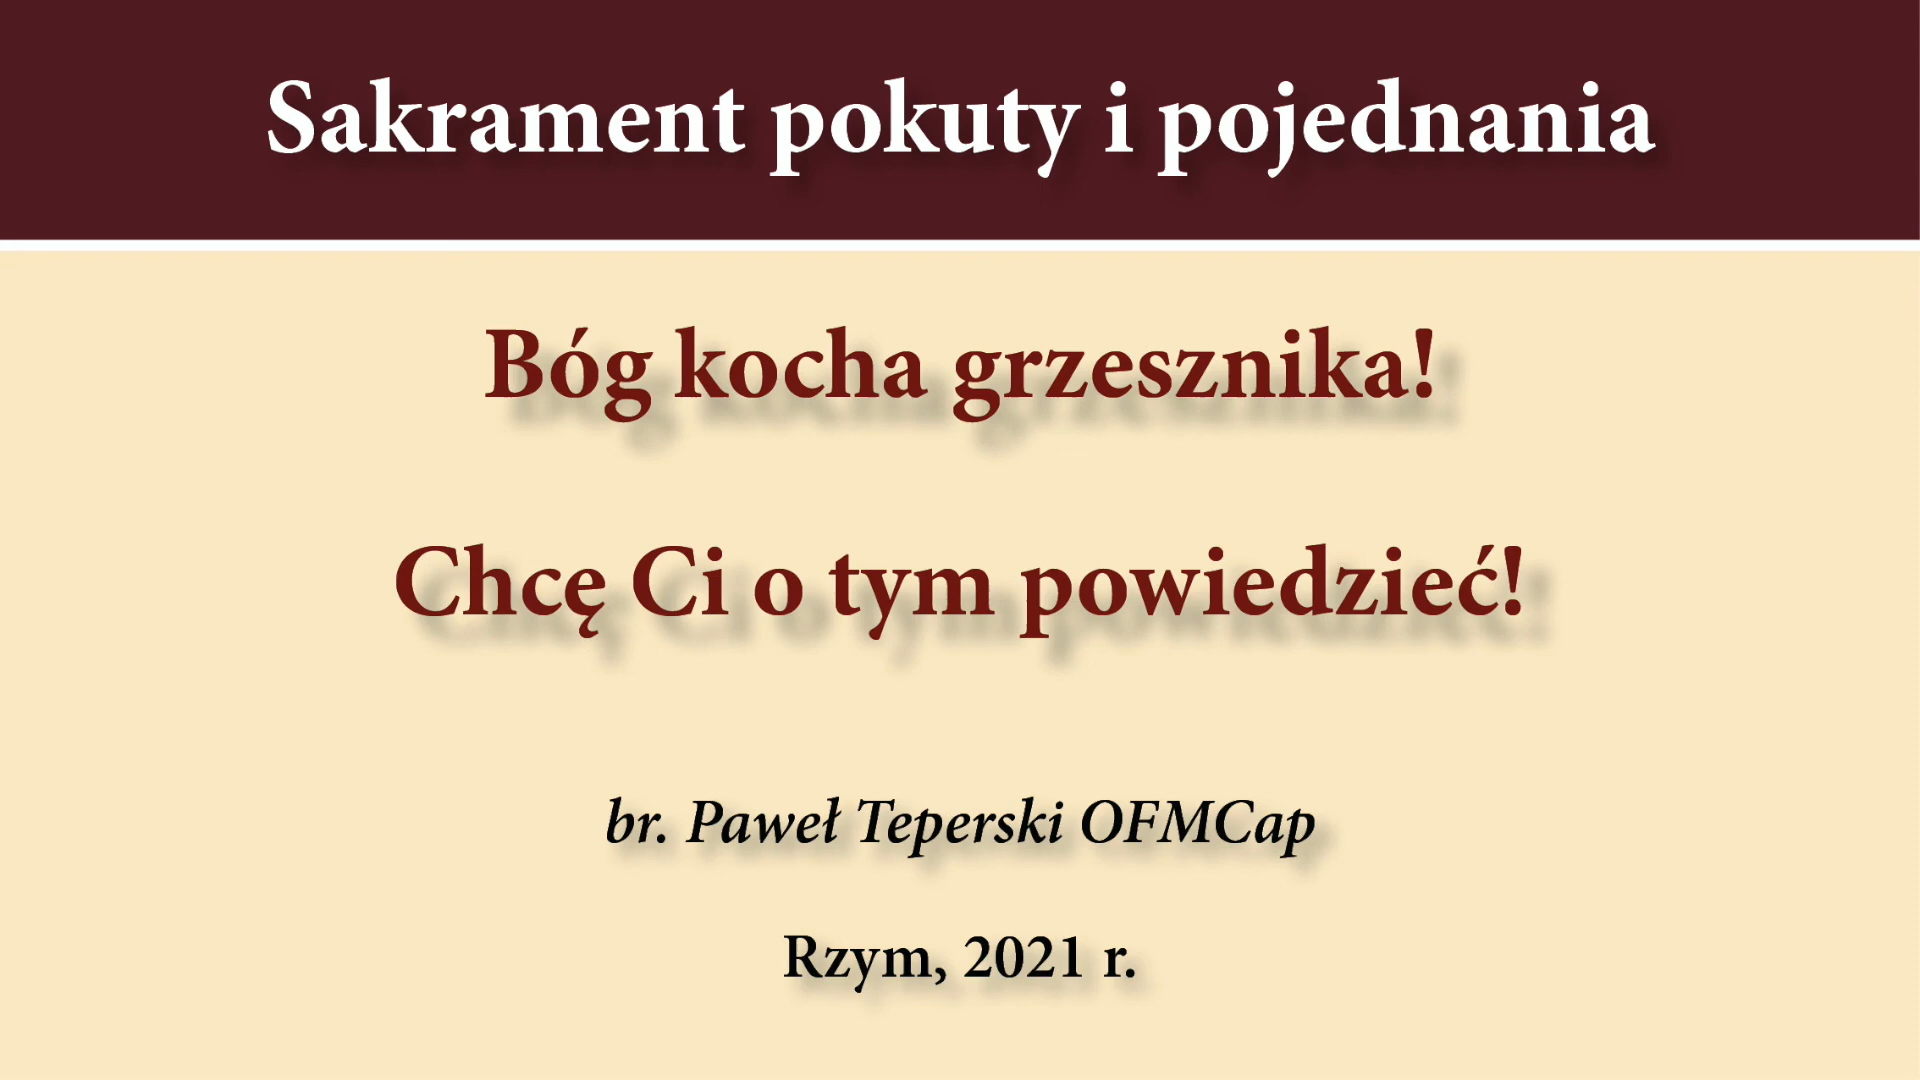 Sakrament pokuty i pojednania
Bóg kocha grzesznika!
Chcę Ci o tym powiedzieć!
br. Paweł Teperski OFMCap
Rzym, 2021 r.